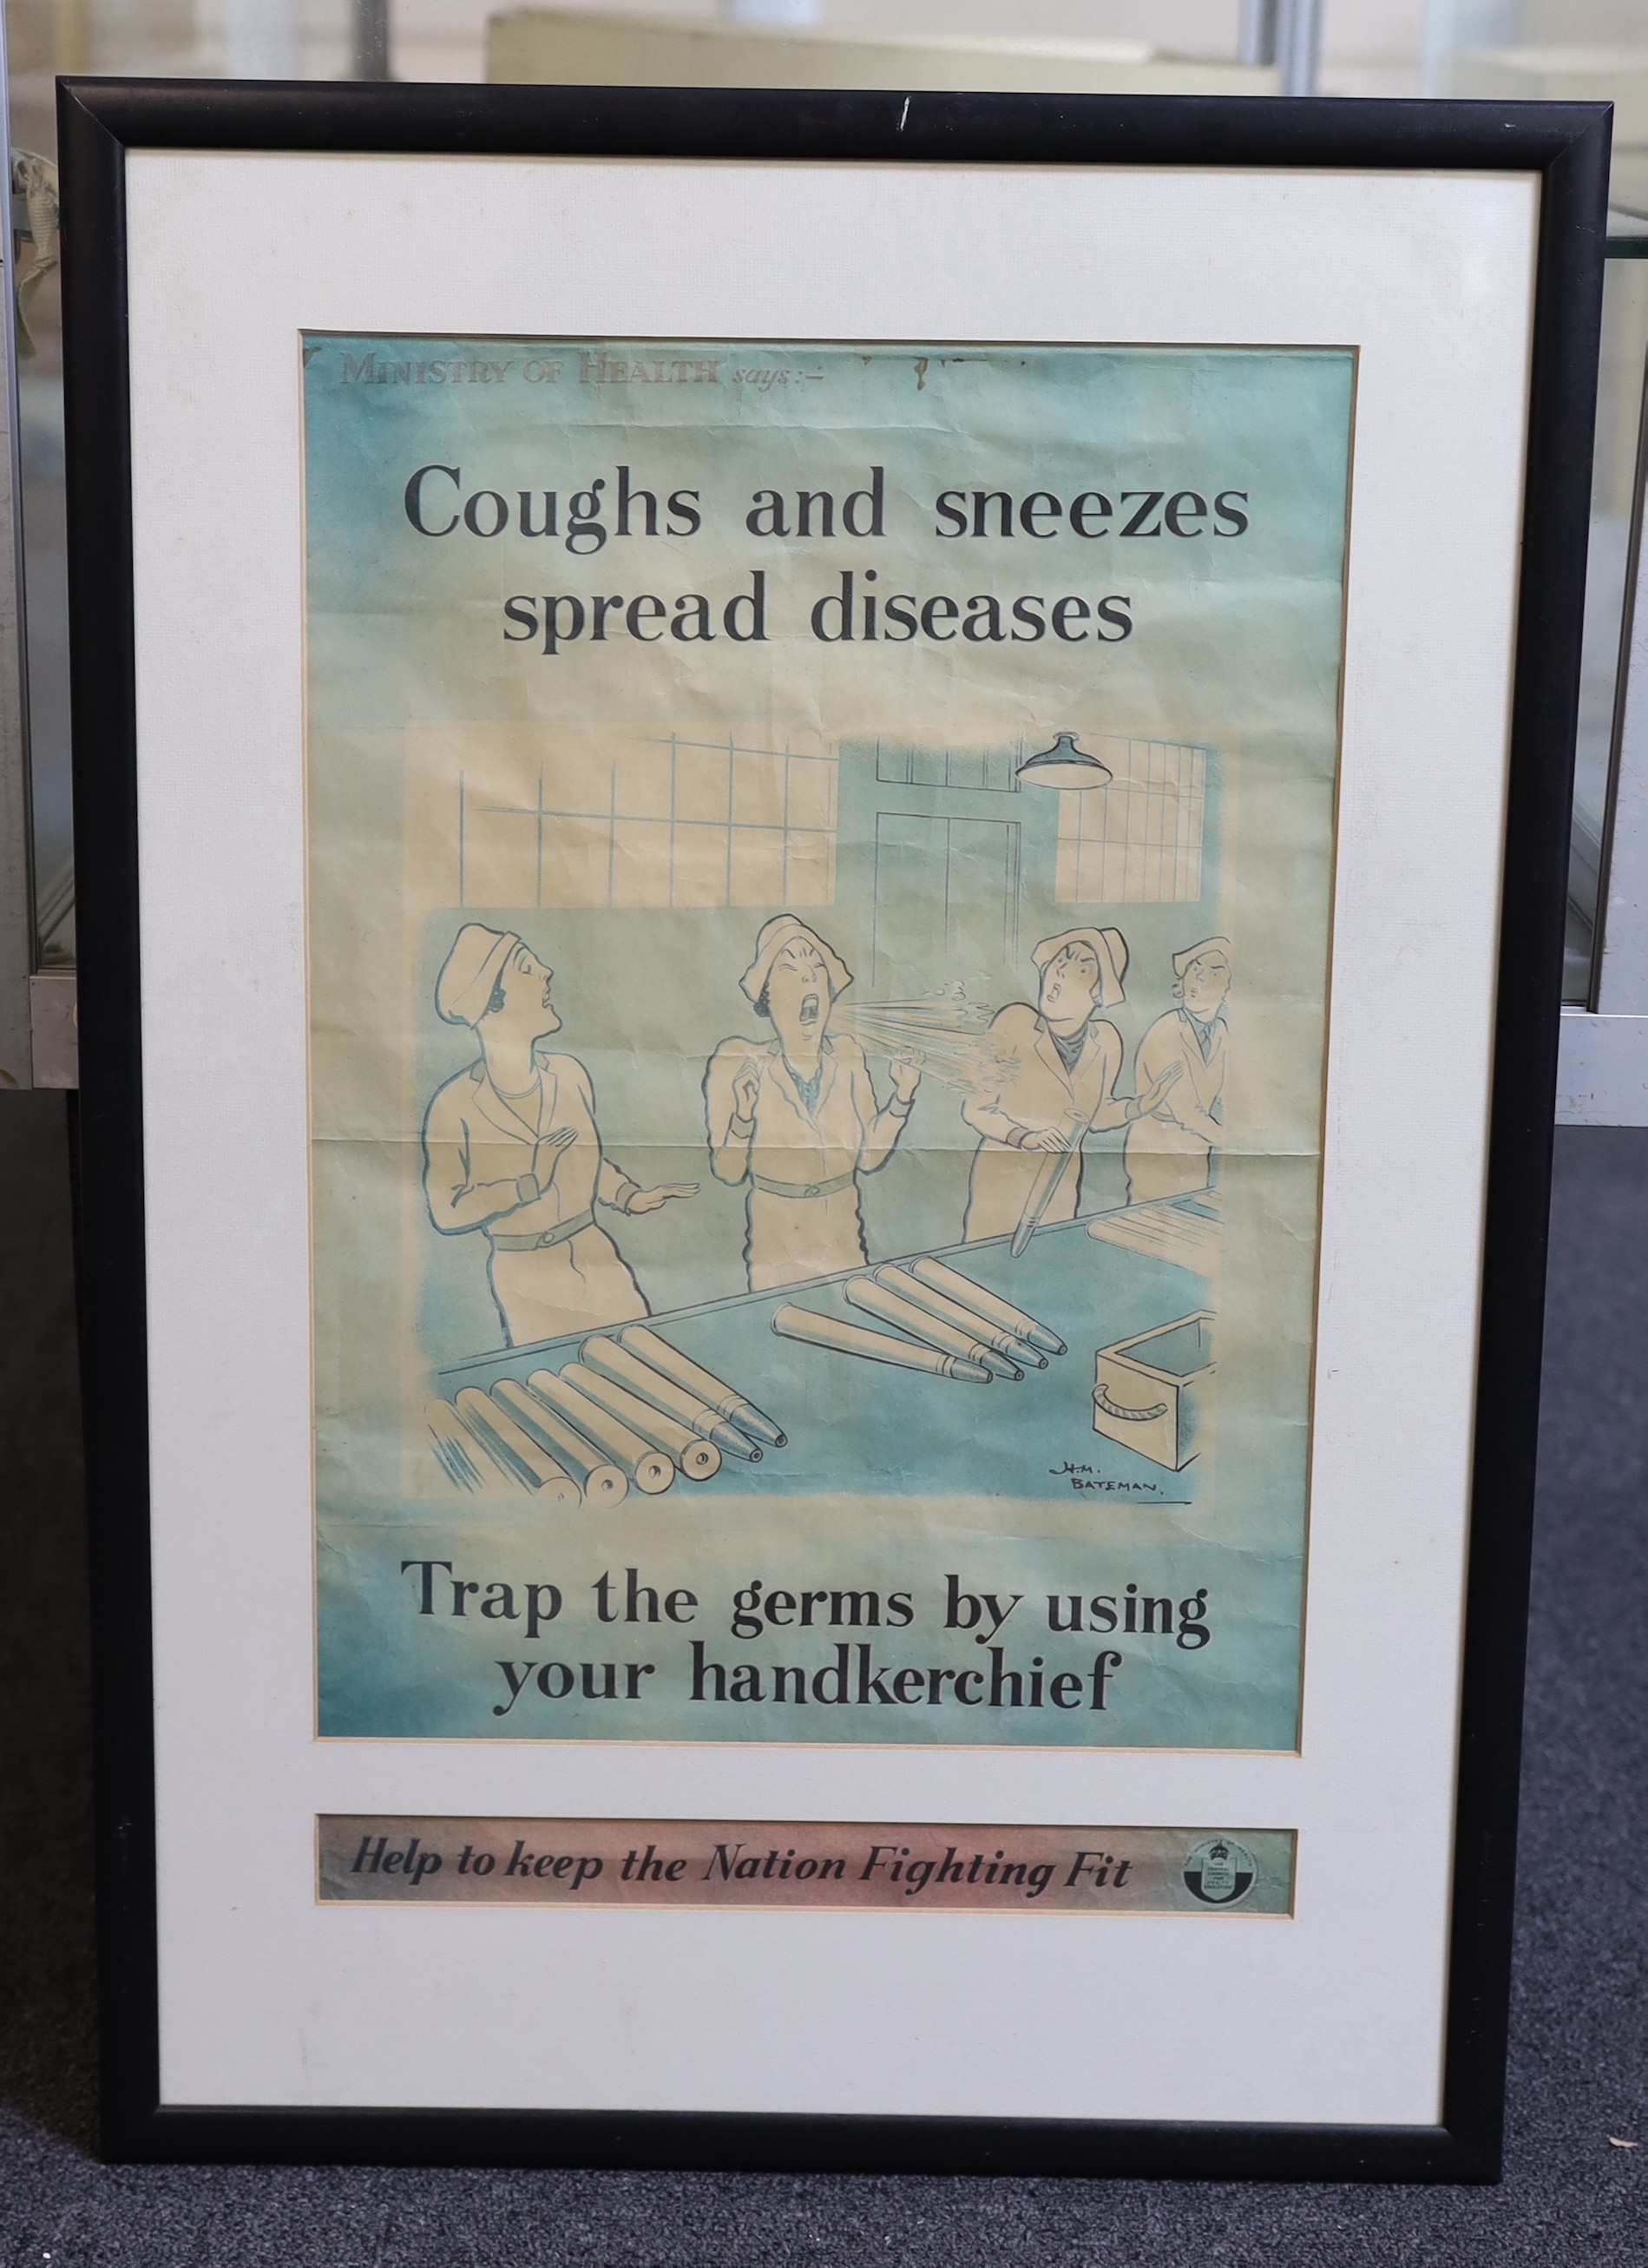 MINISTRY OF HEALTH says:-
Coughs and sneezes
spread diseases
H.M.
BATEMAN.
Trap the germs by using
your handkerchief
Help to keep the Nation Fighting Fit